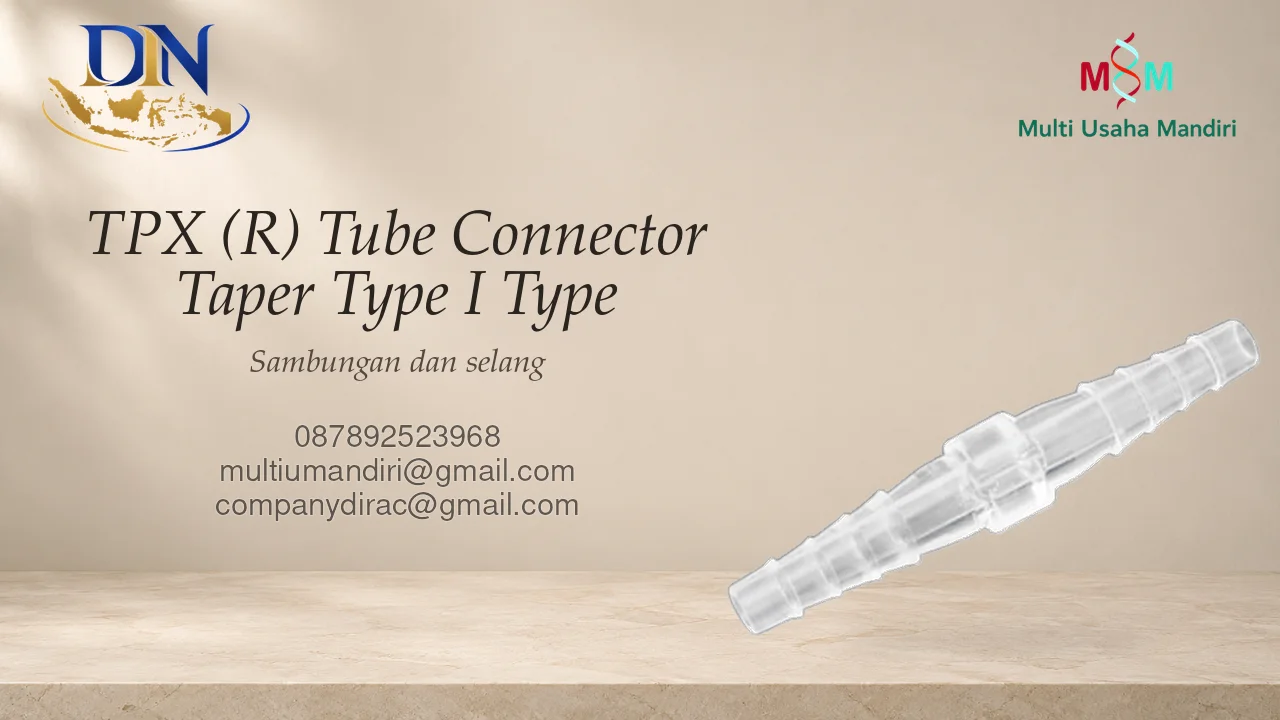 DN
M M
Multi Usaha Mandiri
TPX (R) Tube Connector
Taper Type I Type
Sambungan dan selang
087892523968
multiumandiri@gmail.com
companydirac@gmail.com